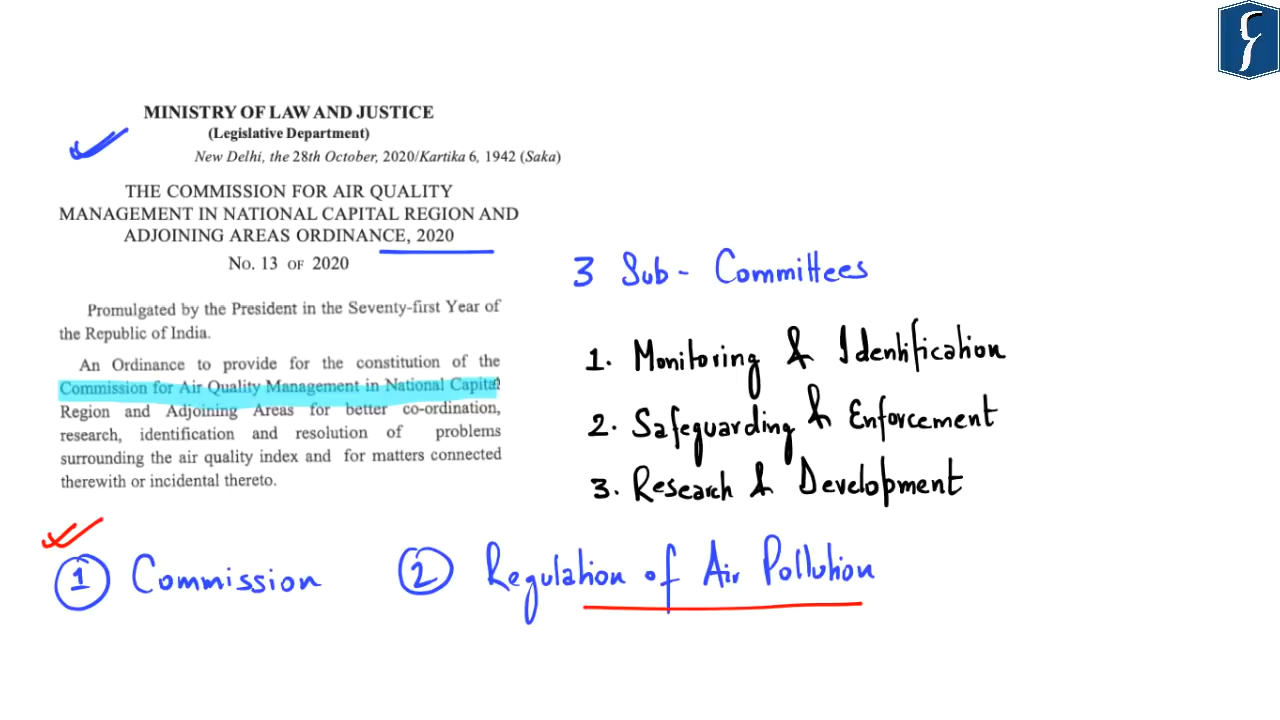 MINISTRY OF LAW AND JUSTICE
(Legislative Department)
New Delhi, the 28th October, 2020/Kartika 6, 1942 (Saka)
THE COMMISSION FOR AIR QUALITY
MANAGEMENT IN NATIONAL CAPITAL REGION AND
ADJOINING AREAS ORDINANCE, 2020
NO. 13 OF 2020
Promulgated by the President in the Seventy-first Year of
the Republic of India.
An Ordinance to provide for the constitution of the
Commission for Air Quality Management in National Capital
Region and Adjoining Areas for better co-ordination,
research, identification and resolution of problems
surrounding the air quality index and for matters connected
therewith or incidental thereto.
3 Sub-Committees
1. Monitoring & Identification
2. Safeguarding & Enforcement
3. Research & Development
1 Commission
2 Regulation of Air Pollution